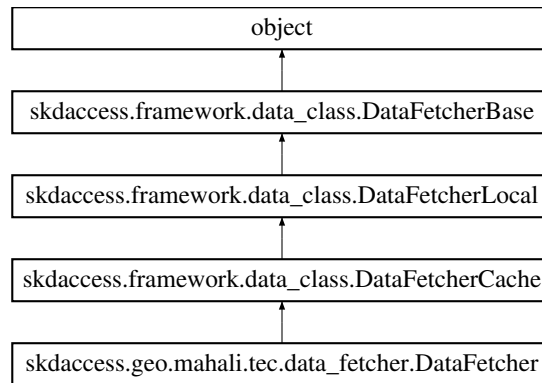 object
skdaccess.framework.data_class.DataFetcherBase
skdaccess.framework.data_class.DataFetcherLocal
skdaccess.framework.data_class.DataFetcherCache
skdaccess.geo.mahali.tec.data_fetcher.DataFetcher